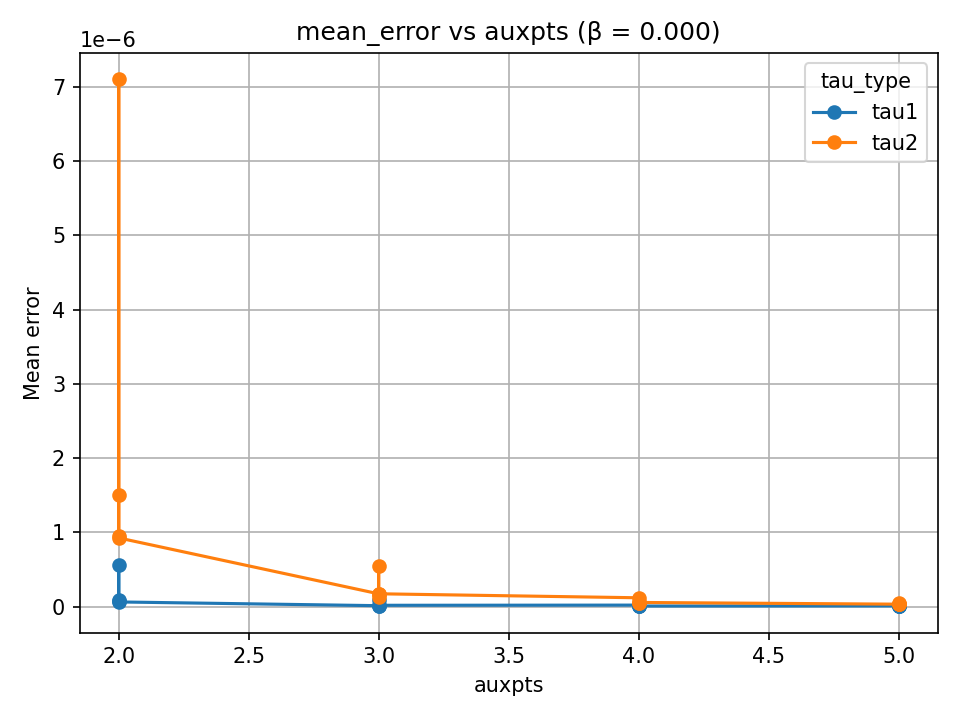 mean_error vs auxpts (β = 0.000)
1e−6
7
6
5
4
3
2
1
0
Mean error
2.0
2.5
3.0
3.5
4.0
4.5
5.0
auxpts
tau_type
tau1
tau2